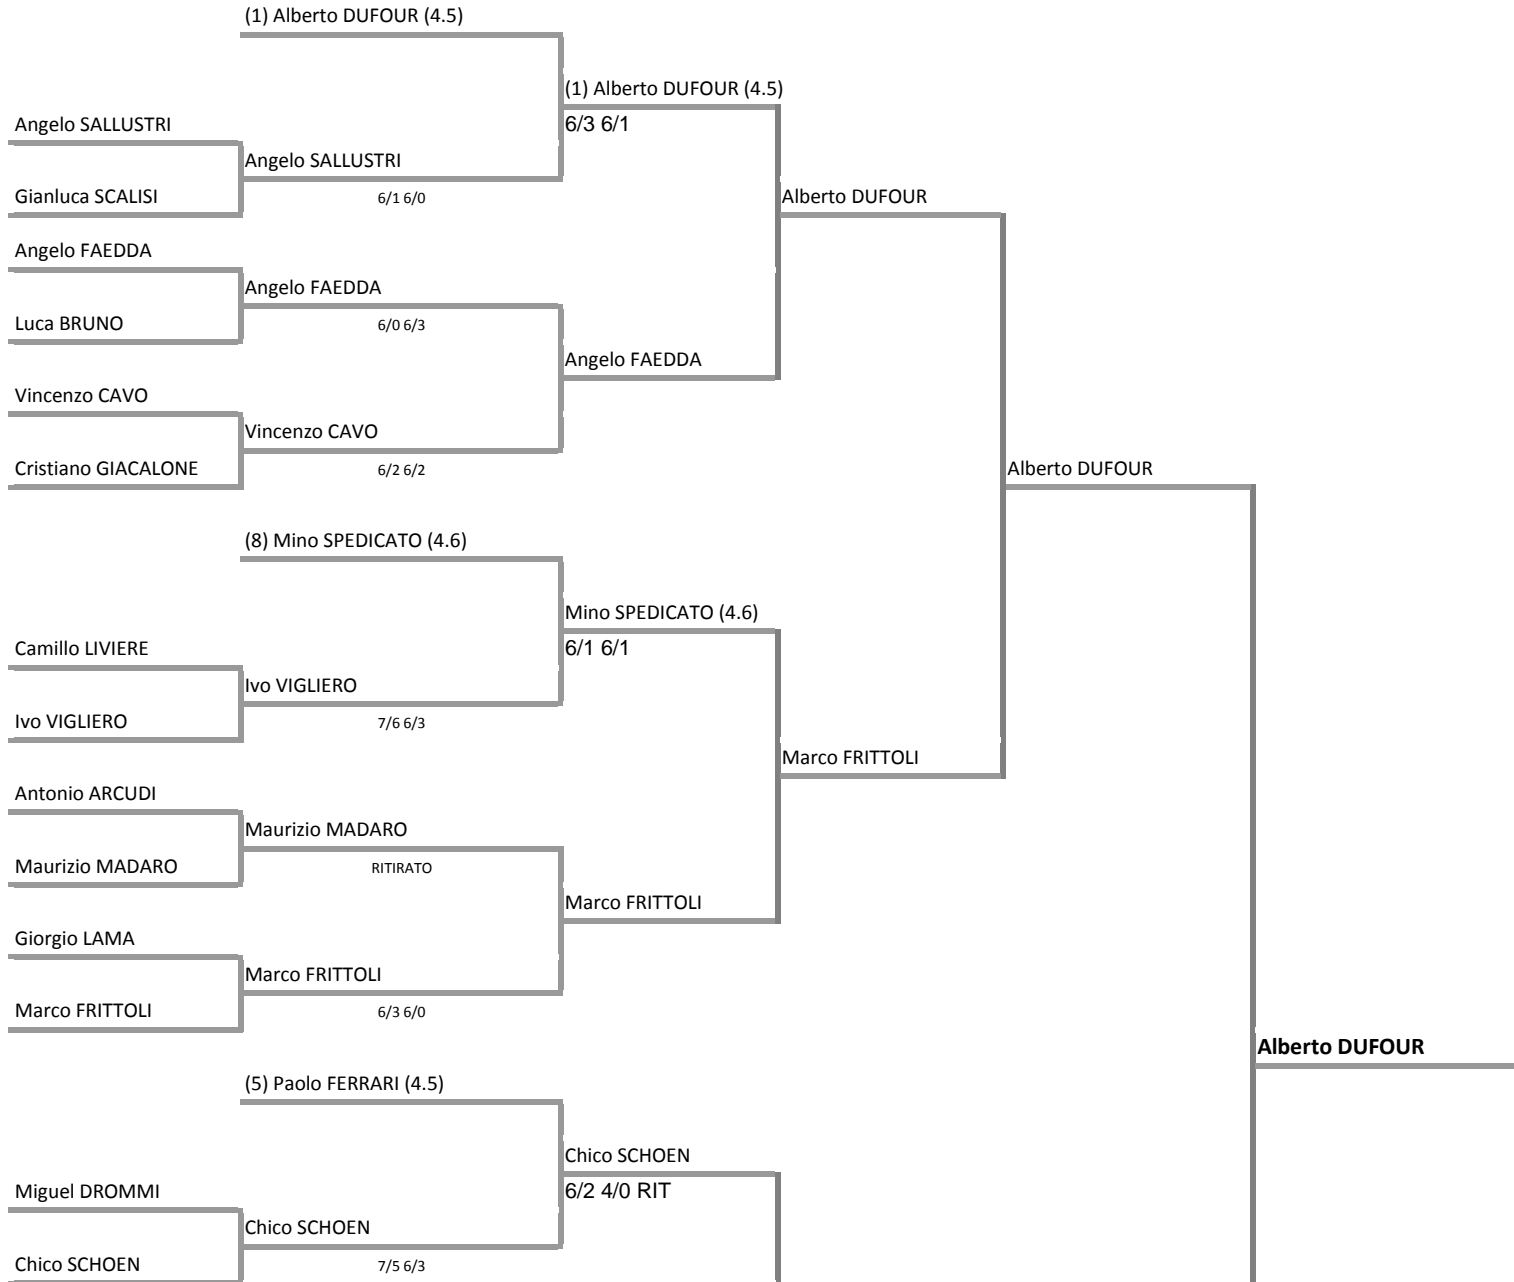 (1) Alberto DUFOUR (4.5)
(1) Alberto DUFOUR (4.5)
Angelo SALLUSTRI
6/3 6/1
Angelo SALLUSTRI
Gianluca SCALISI
6/1 6/0
Alberto DUFOUR
Angelo FAEDDA
Angelo FAEDDA
Luca BRUNO
6/0 6/3
Angelo FAEDDA
Vincenzo CAVO
Vincenzo CAVO
Cristiano GIACALONE
6/2 6/2
Alberto DUFOUR
(8) Mino SPEDICATO (4.6)
Mino SPEDICATO (4.6)
Camillo LIVIERE
6/1 6/1
Ivo VIGLIERO
Ivo VIGLIERO
7/6 6/3
Marco FRITTOLI
Antonio ARCUDI
Maurizio MADARO
Maurizio MADARO
RITIRATO
Marco FRITTOLI
Giorgio LAMA
Marco FRITTOLI
Marco FRITTOLI
6/3 6/0
Alberto DUFOUR
(5) Paolo FERRARI (4.5)
Chico SCHOEN
Miguel DROMMI
6/2 4/0 RIT
Chico SCHOEN
Chico SCHOEN
7/5 6/3